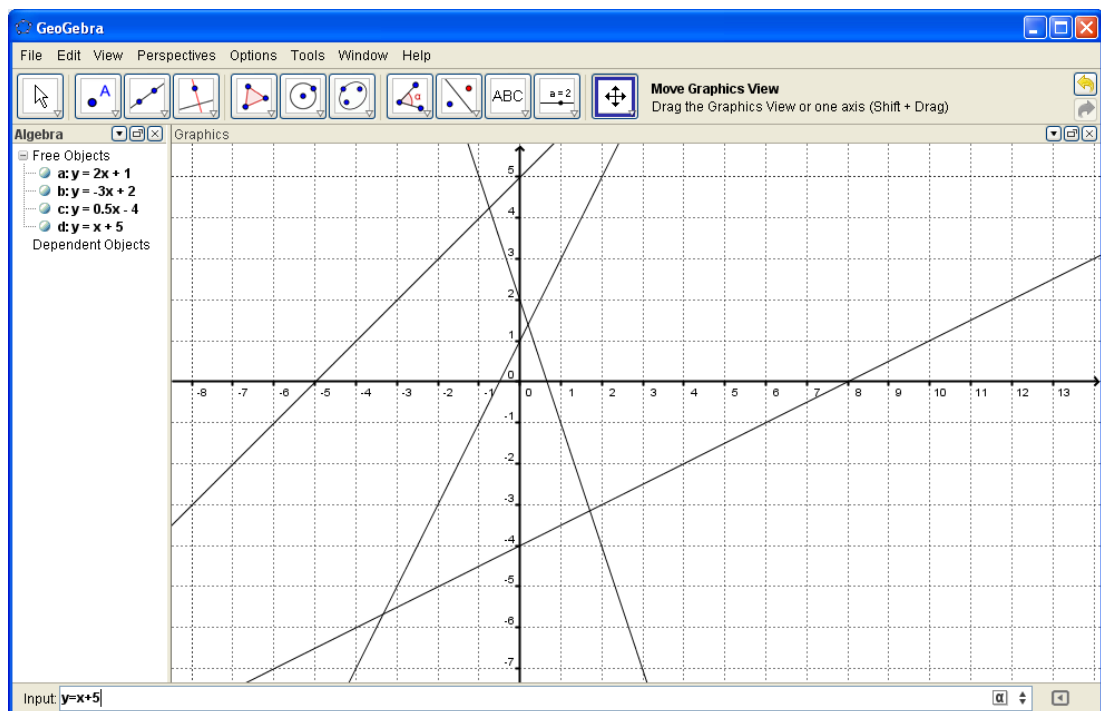 GeoGebra
File Edit View Perspectives Options Tools Window Help
A
α
ABC
a = 2
Move Graphics View
Drag the Graphics View or one axis (Shift + Drag)
Algebra
Graphics
Free Objects
a: y = 2x + 1
b: y = -3x + 2
c: y = 0.5x - 4
d: y = x + 5
Dependent Objects
5
4
3
2
1
0
-8 -7 -6 -5 -4 -3 -2 -1 0 1 2 3 4 5 6 7 8 9 10 11 12 13
-1
-2
-3
-4
-5
-6
-7
Input: y=x+5 α